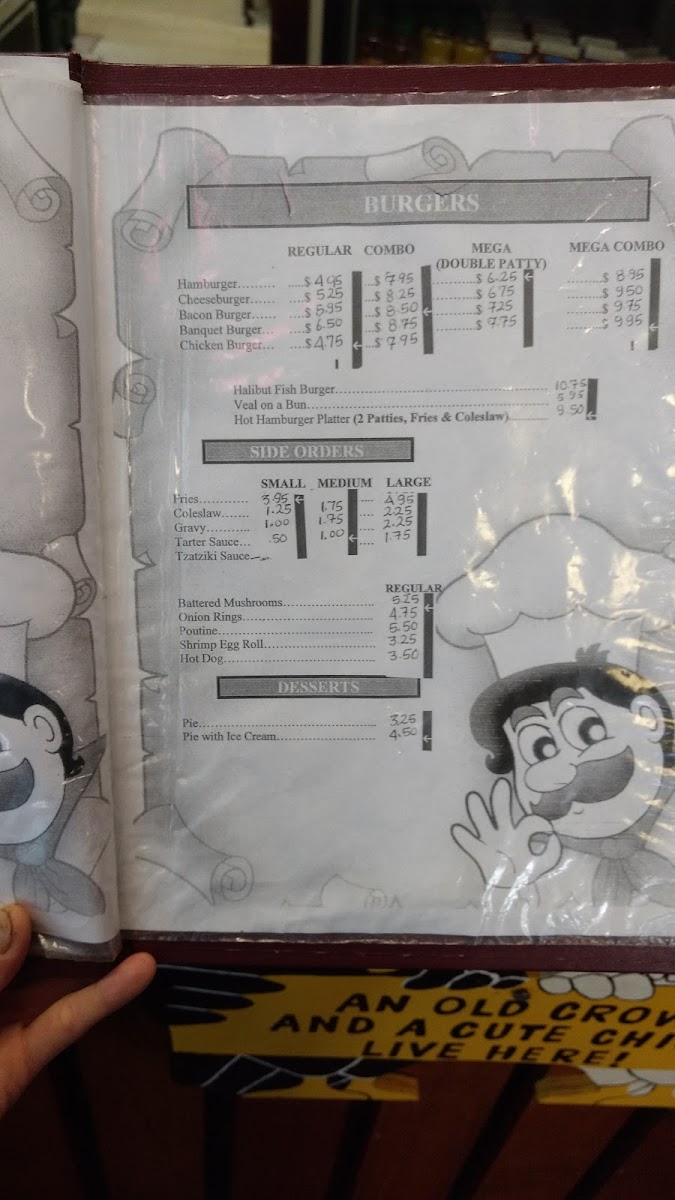 BURGERS
REGULAR COMBO MEGA (DOUBLE PATTY) MEGA COMBO
Hamburger......... ...$ 4.95 ...$ 7.95 ............$ 6.25 .........$ 8.95
Cheeseburger...... ...$ 5.25 ...$ 8.25 ............$ 6.75 .........$ 9.50
Bacon Burger...... ...$ 5.95 ...$ 8.50 ............$ 7.25 .........$ 9.75
Banquet Burger... ...$ 6.50 ...$ 8.75 ............$ 7.75 .........$ 9.95
Chicken Burger... ...$ 4.75 ...$ 7.95
Halibut Fish Burger............ 10.75
Veal on a Bun............ 5.95
Hot Hamburger Platter (2 Patties, Fries & Coleslaw)............ 9.50
SIDE ORDERS
SMALL MEDIUM LARGE
Fries............ 3.95 .... 4.95
Coleslaw....... 1.25 1.75 .... 2.25
Gravy........... 1.00 1.75 .... 2.25
Tarter Sauce... .50 1.00 .... 1.75
Tzatziki Sauce
REGULAR
Battered Mushrooms............ 5.25
Onion Rings............ 4.75
Poutine............ 5.50
Shrimp Egg Roll............ 3.25
Hot Dog............ 3.50
DESSERTS
Pie............ 3.25
Pie with Ice Cream............ 4.50
AN OLD CROW
AND A CUTE CHI
LIVE HERE!